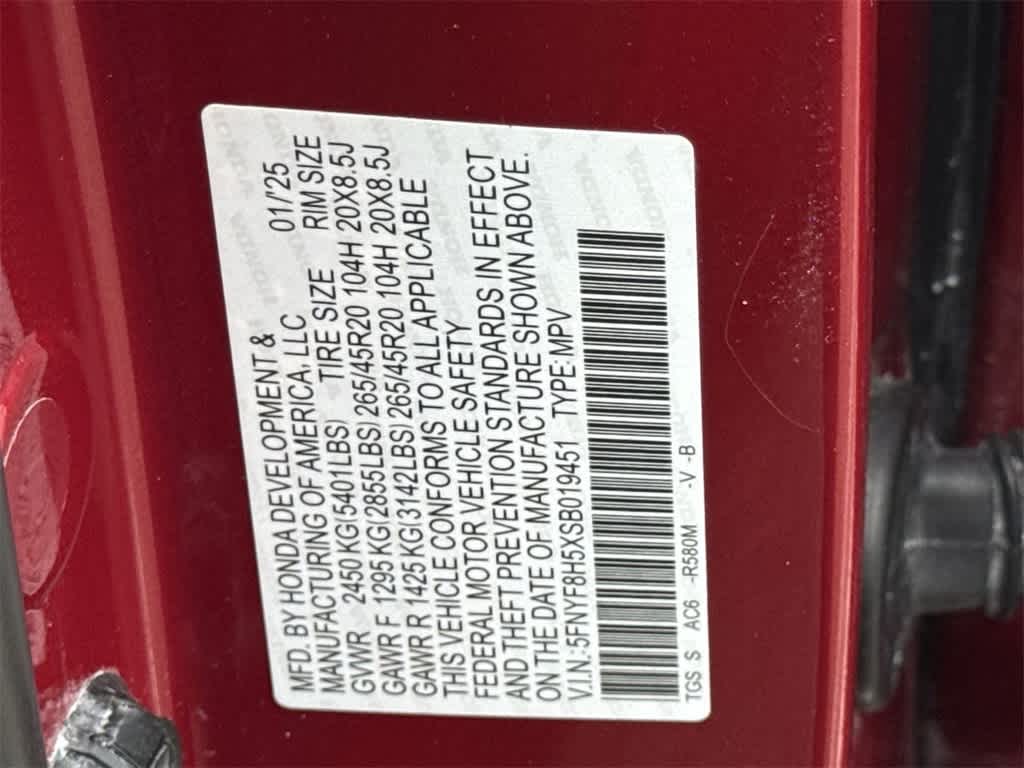 MFD. BY HONDA DEVELOPMENT &
MANUFACTURING OF AMERICA, LLC 01/'25
GVWR 2450 KG(5401LBS) TIRE SIZE RIM SIZE
GAWR F 1295 KG(2855LBS) 265/45R20 104H 20X8.5J
GAWR R 1425 KG(3142LBS) 265/45R20 104H 20X8.5J
THIS VEHICLE CONFORMS TO ALL APPLICABLE
FEDERAL MOTOR VEHICLE SAFETY
AND THEFT PREVENTION STANDARDS IN EFFECT
ON THE DATE OF MANUFACTURE SHOWN ABOVE.
V.I.N.:5FNYF8H5XSB019451 TYPE:MPV
TGS S AC6 -R580M -V -B